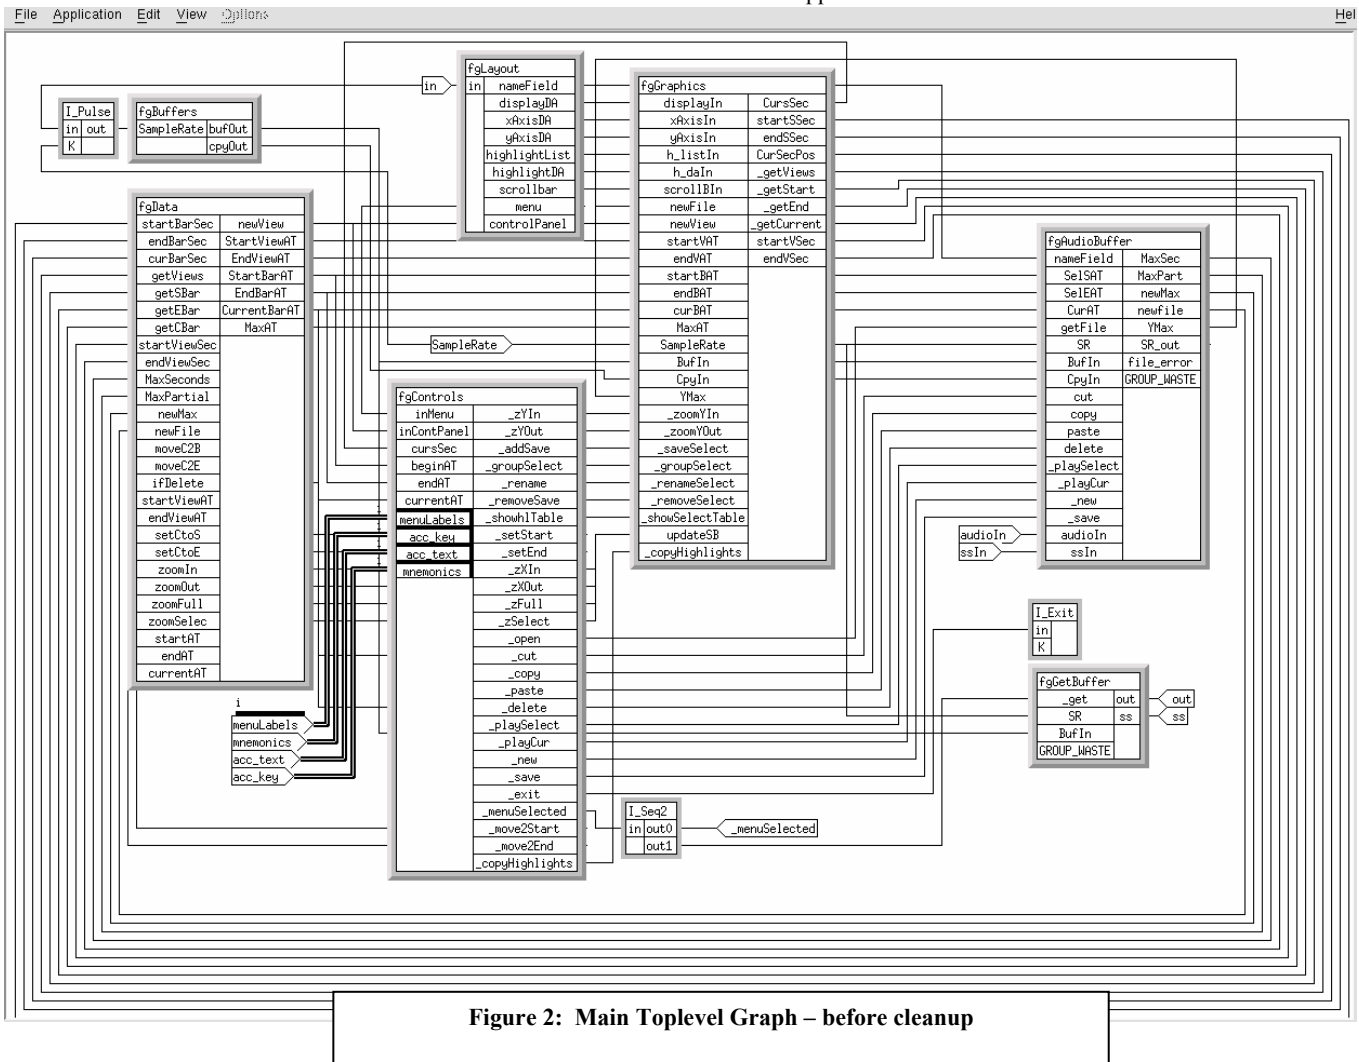 File Application Edit View Options Hel
in
I_Pulse
in out
K
fgBuffers
SampleRate bufOut
cpyOut
fgLayout
in nameField
displayDA
xAxisDA
yAxisDA
highlightList
highlightDA
scrollbar
menu
controlPanel
fgGraphics
displayIn CursSec
xAxisIn startSSec
yAxisIn endSSec
h_listIn CurSecPos
h_daIn _getViews
scrollBIn _getStart
newFile _getEnd
newView _getCurrent
startVAT startVSec
endVAT endVSec
startBAT
endBAT
curBAT
MaxAT
SampleRate
BufIn
CpyIn
YMax
_zoomYIn
_zoomYOut
_saveSelect
_groupSelect
_renameSelect
_removeSelect
_showSelectTable
updateSB
_copyHighlights
fgData
startBarSec newView
endBarSec StartViewAT
curBarSec EndViewAT
getViews StartBarAT
getSBar EndBarAT
getEBar CurrentBarAT
getCBar MaxAT
startViewSec
endViewSec
MaxSeconds
MaxPartial
newMax
newFile
moveC2B
moveC2E
ifDelete
startViewAT
endViewAT
setCtoS
setCtoE
zoomIn
zoomOut
zoomFull
zoomSelec
startAT
endAT
currentAT
SampleRate
fgControls
inMenu _zYIn
inContPanel _zYOut
cursSec _addSave
beginAT _groupSelect
endAT _rename
currentAT _removeSave
menuLabels _showhlTable
acc_key _setStart
acc_text _setEnd
mnemonics _zXIn
_zXOut
_zFull
_zSelect
_open
_cut
_copy
_paste
_delete
_playSelect
_playCur
_new
_save
_exit
_menuSelected
_move2Start
_move2End
_copyHighlights
fgAudioBuffer
nameField MaxSec
SelSAT MaxPart
SelEAT newMax
CurAT newfile
getFile YMax
SR SR_out
BufIn file_error
CpyIn GROUP_WASTE
cut
copy
paste
delete
_playSelect
_playCur
_new
_save
audioIn
ssIn
audioIn
ssIn
I_Exit
in
K
fgGetBuffer
_get out
SR ss
BufIn
GROUP_WASTE
out
ss
i
menuLabels
mnemonics
acc_text
acc_key
I_Seq2
in out0
out1
_menuSelected
Figure 2: Main Toplevel Graph – before cleanup